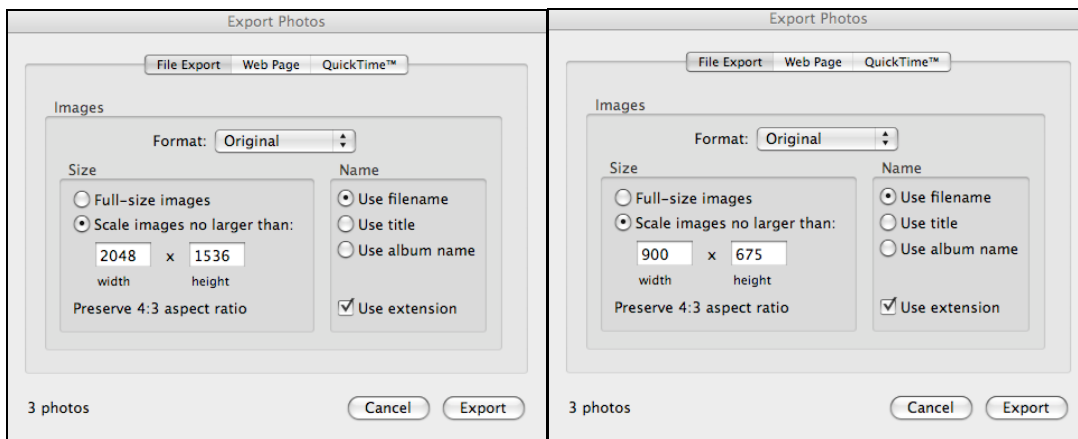 Export Photos
File Export Web Page QuickTime™
Images
Format: Original
Size
Full-size images
Scale images no larger than:
2048 x 1536
width height
Preserve 4:3 aspect ratio
Name
Use filename
Use title
Use album name
Use extension
3 photos
Cancel Export
Export Photos
File Export Web Page QuickTime™
Images
Format: Original
Size
Full-size images
Scale images no larger than:
900 x 675
width height
Preserve 4:3 aspect ratio
Name
Use filename
Use title
Use album name
Use extension
3 photos
Cancel Export